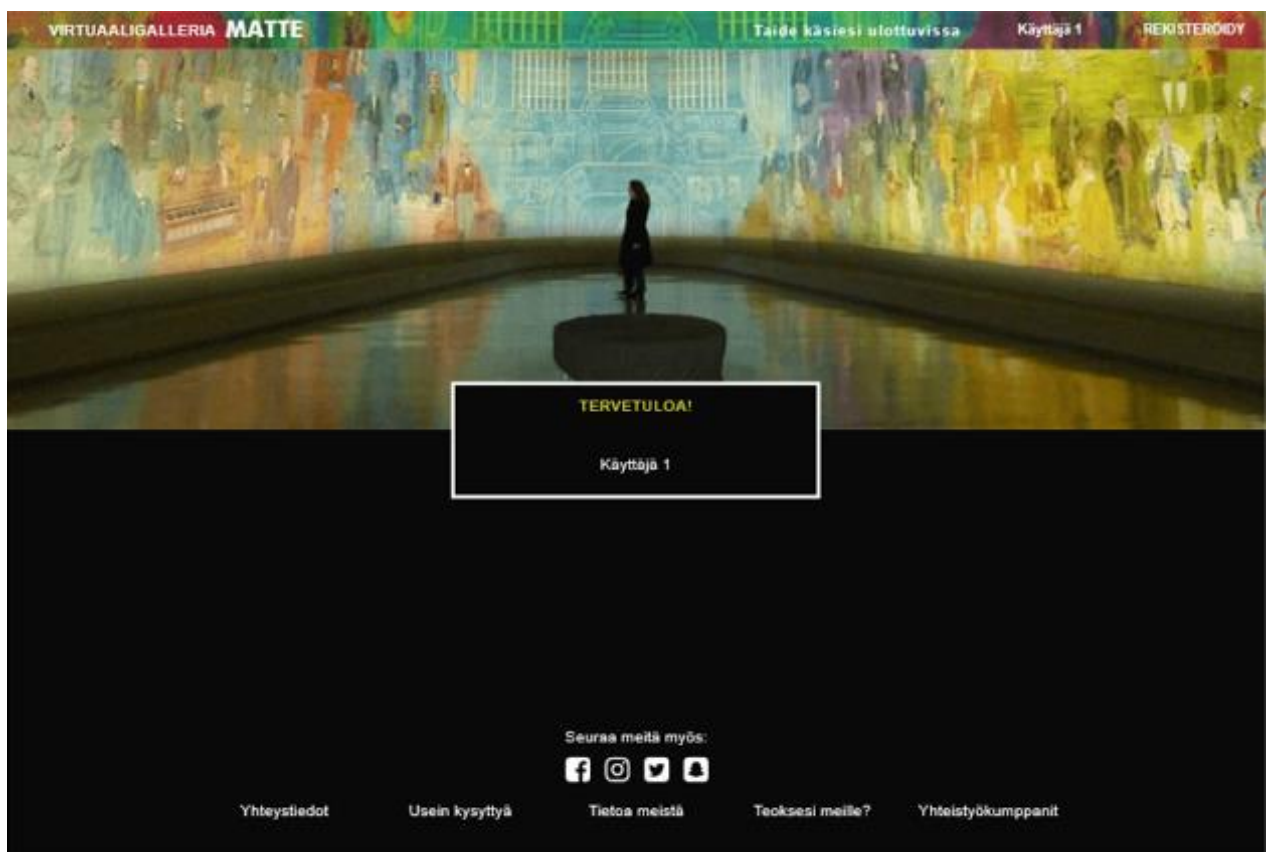 VIRTUAALIGALLERIA MATTE Taide käsiesi ulottuvissa Käyttäjä 1 REKISTERÖIDY
TERVETULOA!
Käyttäjä 1
Seuraa meitä myös:
Yhteystiedot Usein kysyttyä Tietoa meistä Teoksesi meille? Yhteistyökumppanit